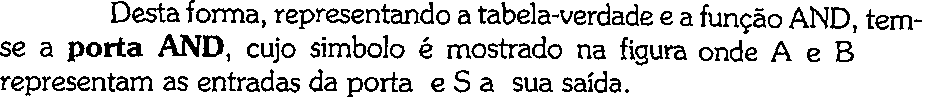 Desta forma, representando a tabela-verdade e a função AND, tem-
se a porta AND, cujo simbolo é mostrado na figura onde A e B
representam as entradas da porta e S a sua saída.